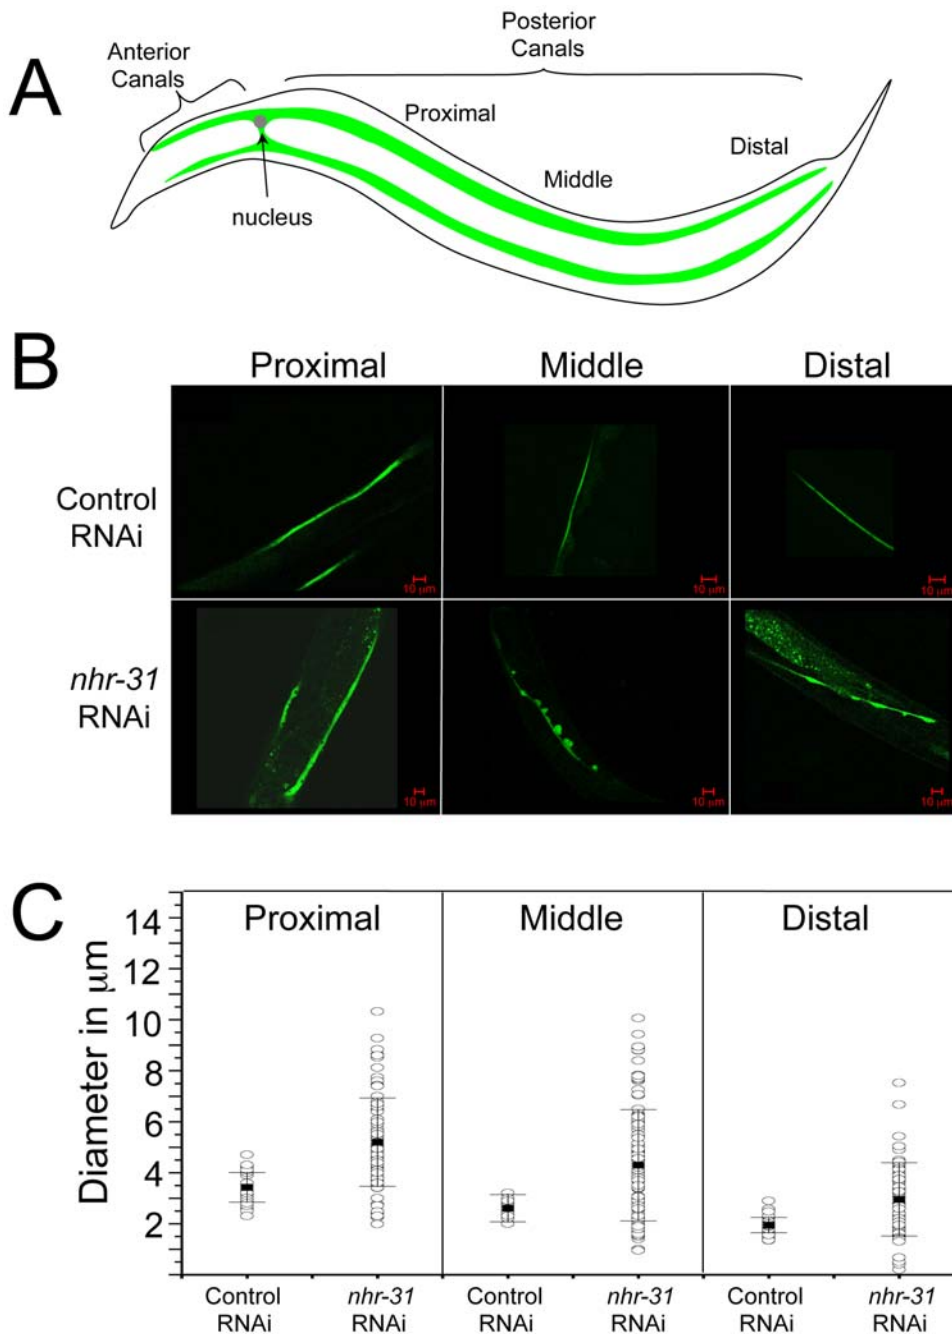 A
Anterior
Canals
Posterior
Canals
Proximal
Middle
Distal
nucleus
B
Proximal Middle Distal
Control
RNAi
10 μm 10 μm 10 μm
nhr-31
RNAi
10 μm 10 μm 10 μm
C
Proximal Middle Distal
Diameter in μm
14
12
10
8
6
4
2
Control
RNAi
nhr-31
RNAi
Control
RNAi
nhr-31
RNAi
Control
RNAi
nhr-31
RNAi